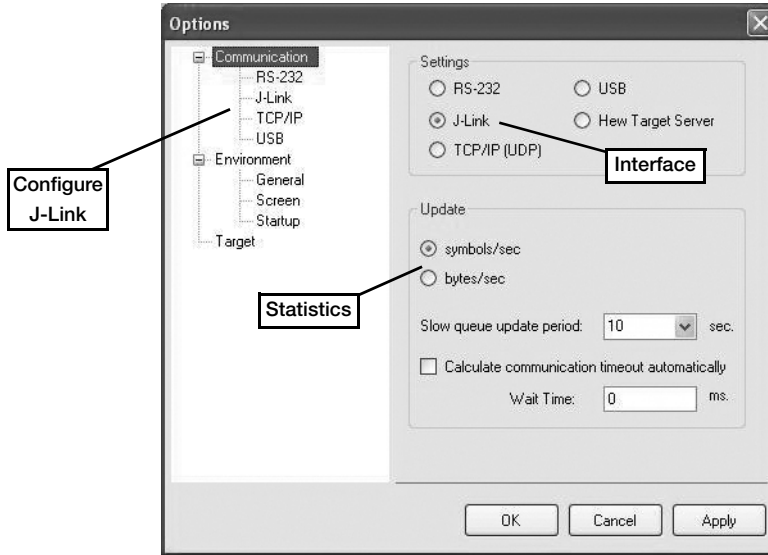 Options
Communication
RS-232
J-Link
TCP/IP
USB
Environment
General
Screen
Startup
Target
Configure
J-Link
Settings
RS-232
USB
J-Link
Hew Target Server
TCP/IP (UDP)
Interface
Update
symbols/sec
bytes/sec
Statistics
Slow queue update period: 10 sec.
Calculate communication timeout automatically
Wait Time: 0 ms.
OK
Cancel
Apply